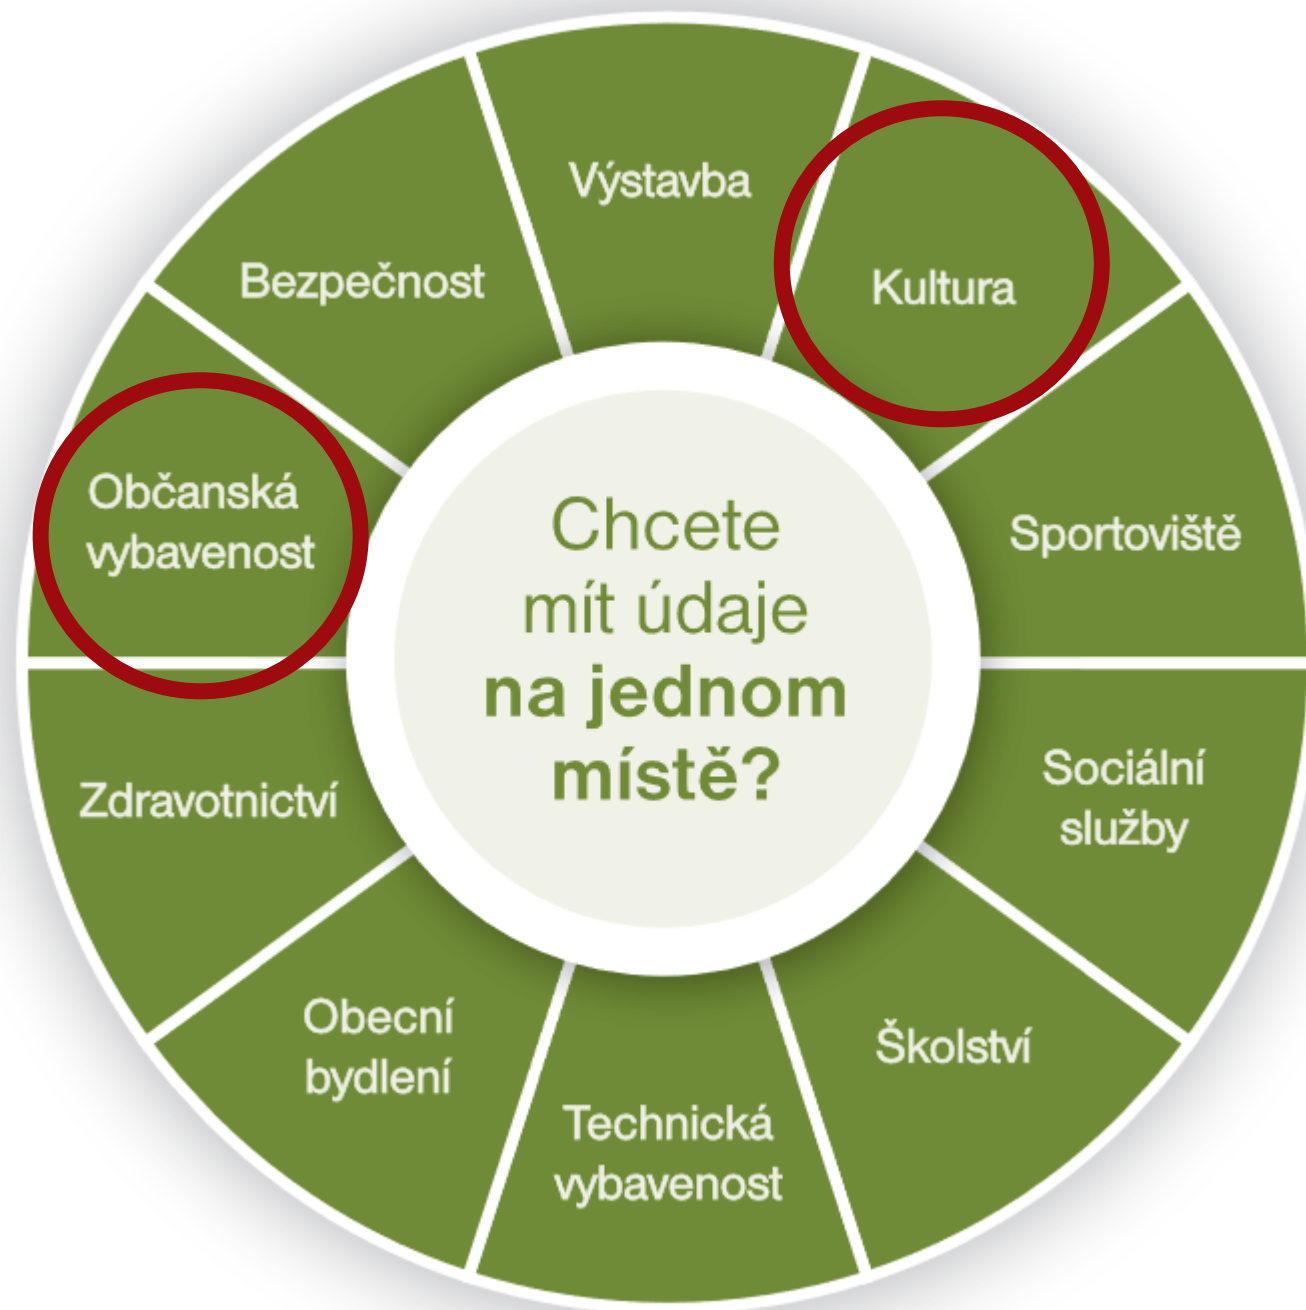 Výstavba
Kultura
Sportoviště
Sociální
služby
Školství
Technická
vybavenost
Obecní
bydlení
Zdravotnictví
Občanská
vybavenost
Bezpečnost
Chcete
mít údaje
na jednom
místě?